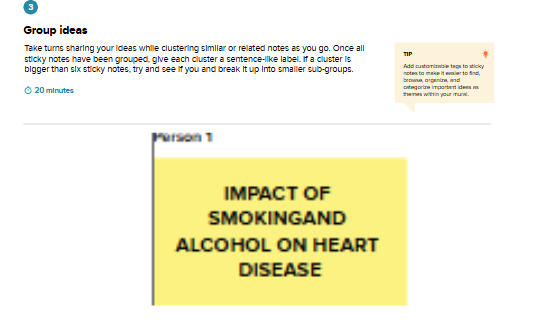 3
Group ideas
Take turns sharing your ideas while clustering similar or related notes as you go. Once all
sticky notes have been grouped, give each cluster a sentence-like label. If a cluster is
bigger than six sticky notes, try and see if you and break it up into smaller sub-groups.
20 minutes
TIP
Add customizable tags to sticky
notes to make it easier to find,
browse, organize, and
categorize important ideas as
themes within your mural.
Person 1
IMPACT OF
SMOKINGAND
ALCOHOL ON HEART
DISEASE